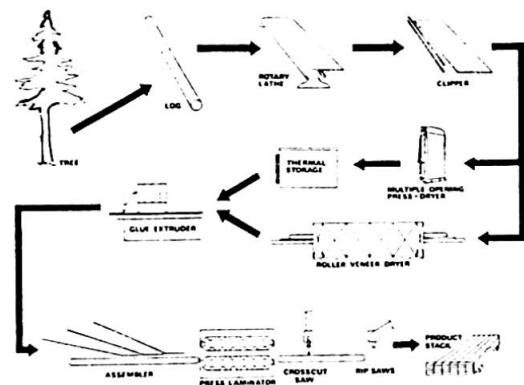 TREE
LOG
ROTARY
LATHE
CLIPPER
MULTIPLE OPENING
PRESS-DRYER
THERMAL
STORAGE
ROLLER VENEER DRYER
GLUE EXTRUDER
ASSEMBLER
PRESS LAMINATOR
CROSSCUT
SAW
RIP SAWS
PRODUCT
STACK